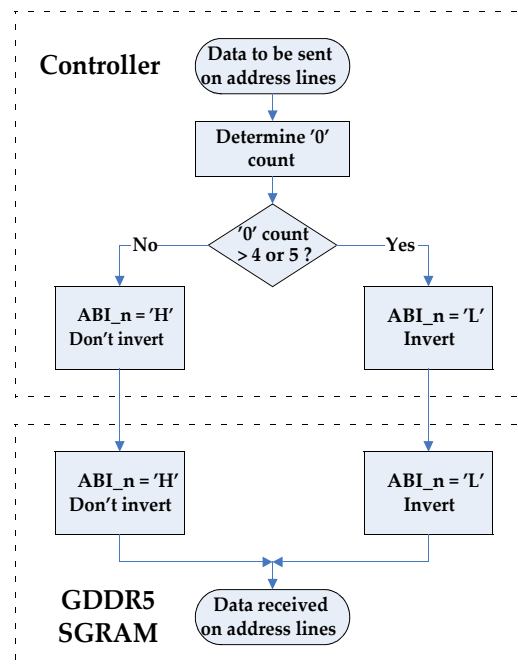 Controller
Data to be sent
on address lines
Determine '0'
count
'0' count
> 4 or 5 ?
No
Yes
ABI_n = 'H'
Don't invert
ABI_n = 'L'
Invert
ABI_n = 'H'
Don't invert
ABI_n = 'L'
Invert
GDDR5
SGRAM
Data received
on address lines